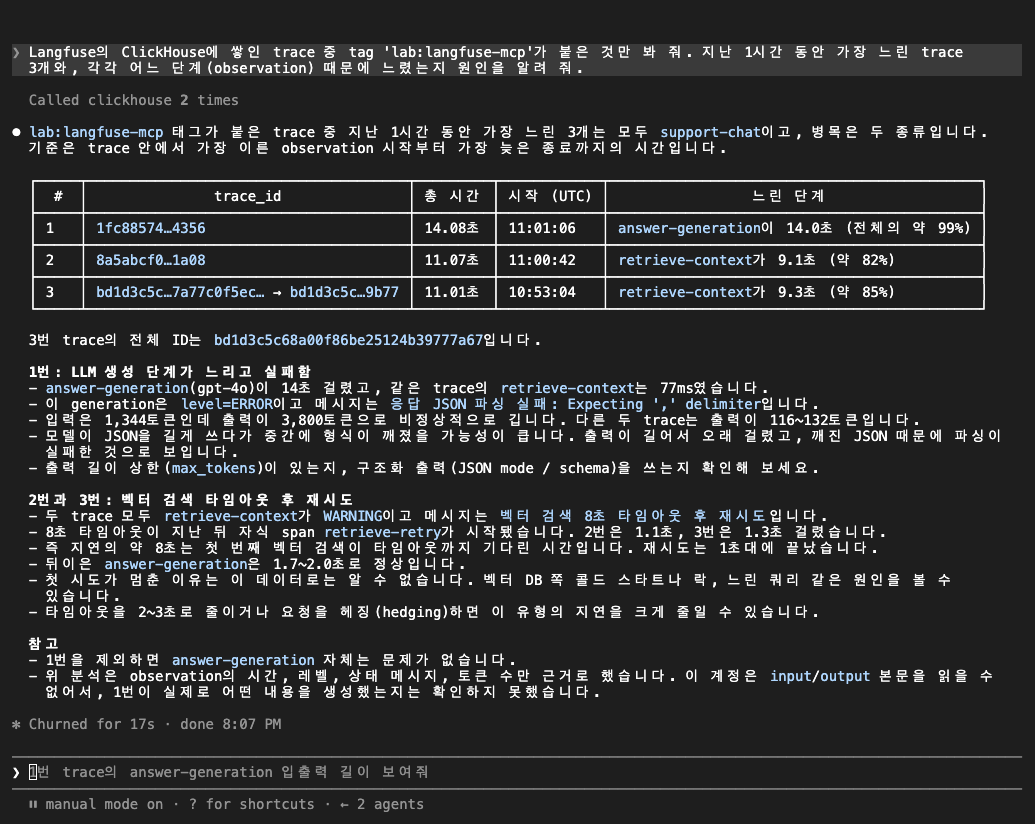 ❯ Langfuse의 ClickHouse에 쌓인 trace 중 tag 'lab:langfuse-mcp'가 붙은 것만 봐 줘. 지난 1시간 동안 가장 느린 trace
3개와, 각각 어느 단계(observation) 때문에 느렸는지 원인을 알려 줘.
Called clickhouse 2 times
● lab:langfuse-mcp 태그가 붙은 trace 중 지난 1시간 동안 가장 느린 3개는 모두 support-chat이고, 병목은 두 종류입니다.
기준은 trace 안에서 가장 이른 observation 시작부터 가장 늦은 종료까지의 시간입니다.
# trace_id 총 시간 시작 (UTC) 느린 단계
1 1fc88574…4356 14.08초 11:01:06 answer-generation이 14.0초 (전체의 약 99%)
2 8a5abcf0…1a08 11.07초 11:00:42 retrieve-context가 9.1초 (약 82%)
3 bd1d3c5c…7a77c0f5ec… → bd1d3c5c…9b77 11.01초 10:53:04 retrieve-context가 9.3초 (약 85%)
3번 trace의 전체 ID는 bd1d3c5c68a00f86be25124b39777a67입니다.
1번: LLM 생성 단계가 느리고 실패함
- answer-generation(gpt-4o)이 14초 걸렸고, 같은 trace의 retrieve-context는 77ms였습니다.
- 이 generation은 level=ERROR이고 메시지는 응답 JSON 파싱 실패: Expecting ',' delimiter입니다.
- 입력은 1,344토큰인데 출력이 3,800토큰으로 비정상적으로 깁니다. 다른 두 trace는 출력이 116~132토큰입니다.
- 모델이 JSON을 길게 쓰다가 중간에 형식이 깨졌을 가능성이 큽니다. 출력이 길어서 오래 걸렸고, 깨진 JSON 때문에 파싱이
실패한 것으로 보입니다.
- 출력 길이 상한(max_tokens)이 있는지, 구조화 출력(JSON mode / schema)을 쓰는지 확인해 보세요.
2번과 3번: 벡터 검색 타임아웃 후 재시도
- 두 trace 모두 retrieve-context가 WARNING이고 메시지는 벡터 검색 8초 타임아웃 후 재시도입니다.
- 8초 타임아웃이 지난 뒤 자식 span retrieve-retry가 시작됐습니다. 2번은 1.1초, 3번은 1.3초 걸렸습니다.
- 즉 지연의 약 8초는 첫 번째 벡터 검색이 타임아웃까지 기다린 시간입니다. 재시도는 1초대에 끝났습니다.
- 뒤이은 answer-generation은 1.7~2.0초로 정상입니다.
- 첫 시도가 멈춘 이유는 이 데이터로는 알 수 없습니다. 벡터 DB 쪽 콜드 스타트나 락, 느린 쿼리 같은 원인을 볼 수
있습니다.
- 타임아웃을 2~3초로 줄이거나 요청을 헤징(hedging)하면 이 유형의 지연을 크게 줄일 수 있습니다.
참고
- 1번을 제외하면 answer-generation 자체는 문제가 없습니다.
- 위 분석은 observation의 시간, 레벨, 상태 메시지, 토큰 수만 근거로 했습니다. 이 계정은 input/output 본문을 읽을 수
없어서, 1번이 실제로 어떤 내용을 생성했는지는 확인하지 못했습니다.
✻ Churned for 17s · done 8:07 PM
❯ 1번 trace의 answer-generation 입출력 길이 보여줘
⏸ manual mode on · ? for shortcuts · ← 2 agents